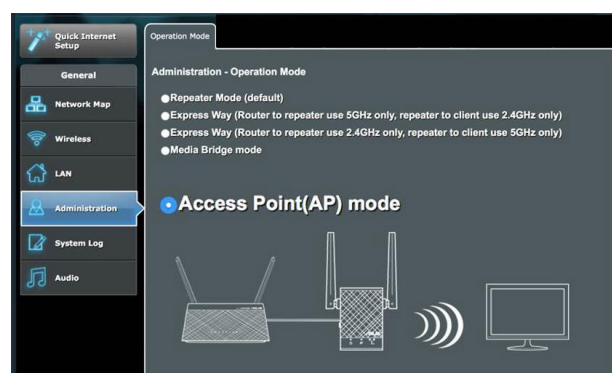 Quick Internet
Setup
General
Network Map
Wireless
LAN
Administration
System Log
Audio
Operation Mode
Administration - Operation Mode
Repeater Mode (default)
Express Way (Router to repeater use 5GHz only, repeater to client use 2.4GHz only)
Express Way (Router to repeater use 2.4GHz only, repeater to client use 5GHz only)
Media Bridge mode
Access Point(AP) mode